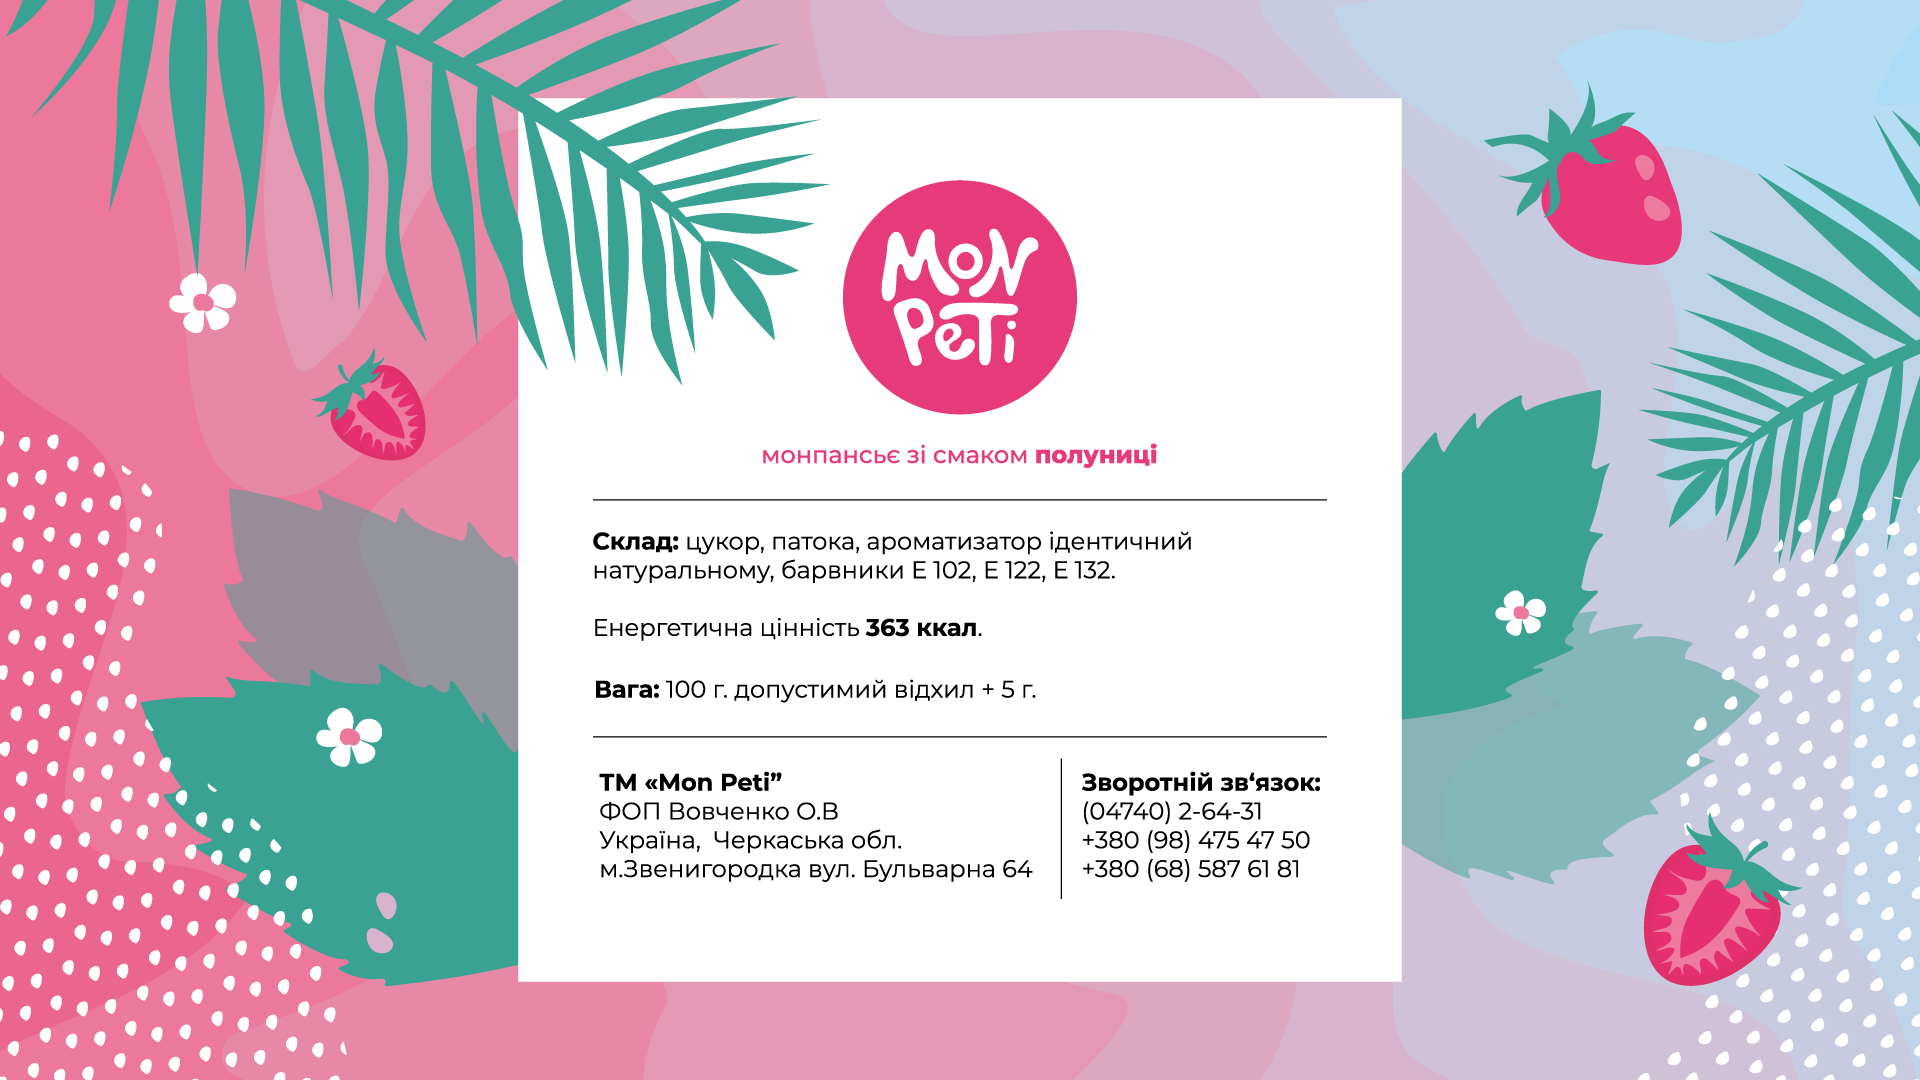 MON
PETI
монпансьє зі смаком полуниці
Склад: цукор, патока, ароматизатор ідентичний
натуральному, барвники Е 102, Е 122, Е 132.
Енергетична цінність 363 ккал.
Вага: 100 г. допустимий відхил + 5 г.
ТМ «Mon Peti”
ФОП Вовченко О.В
Україна,  Черкаська обл.
м.Звенигородка вул. Бульварна 64
Зворотній зв‘язок:
(04740) 2-64-31
+380 (98) 475 47 50
+380 (68) 587 61 81